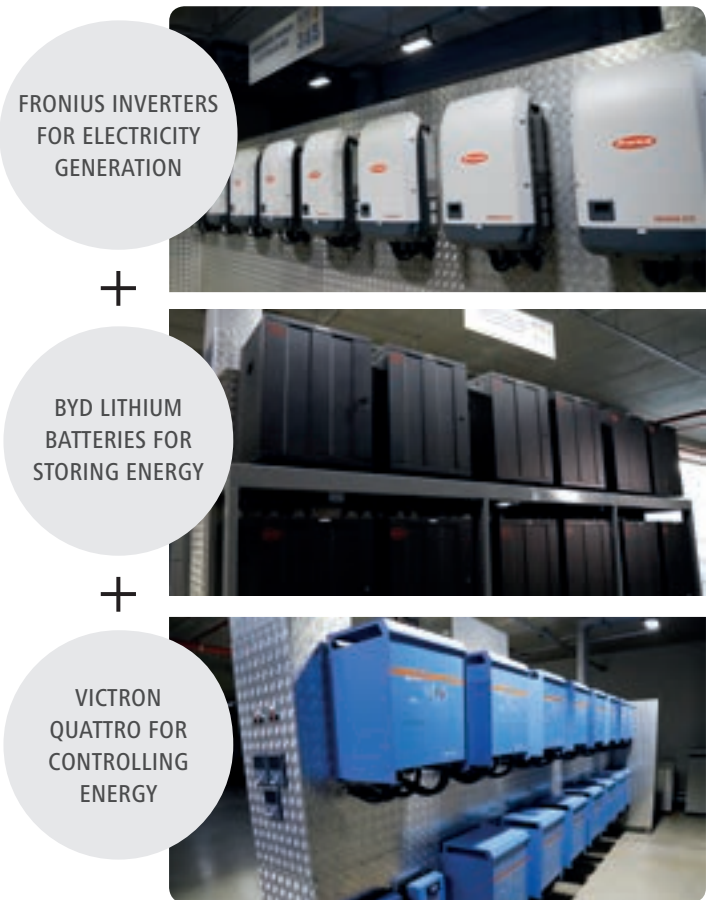 FRONIUS INVERTERS
FOR ELECTRICITY
GENERATION
+
BYD LITHIUM
BATTERIES FOR
STORING ENERGY
+
VICTRON
QUATTRO FOR
CONTROLLING
ENERGY